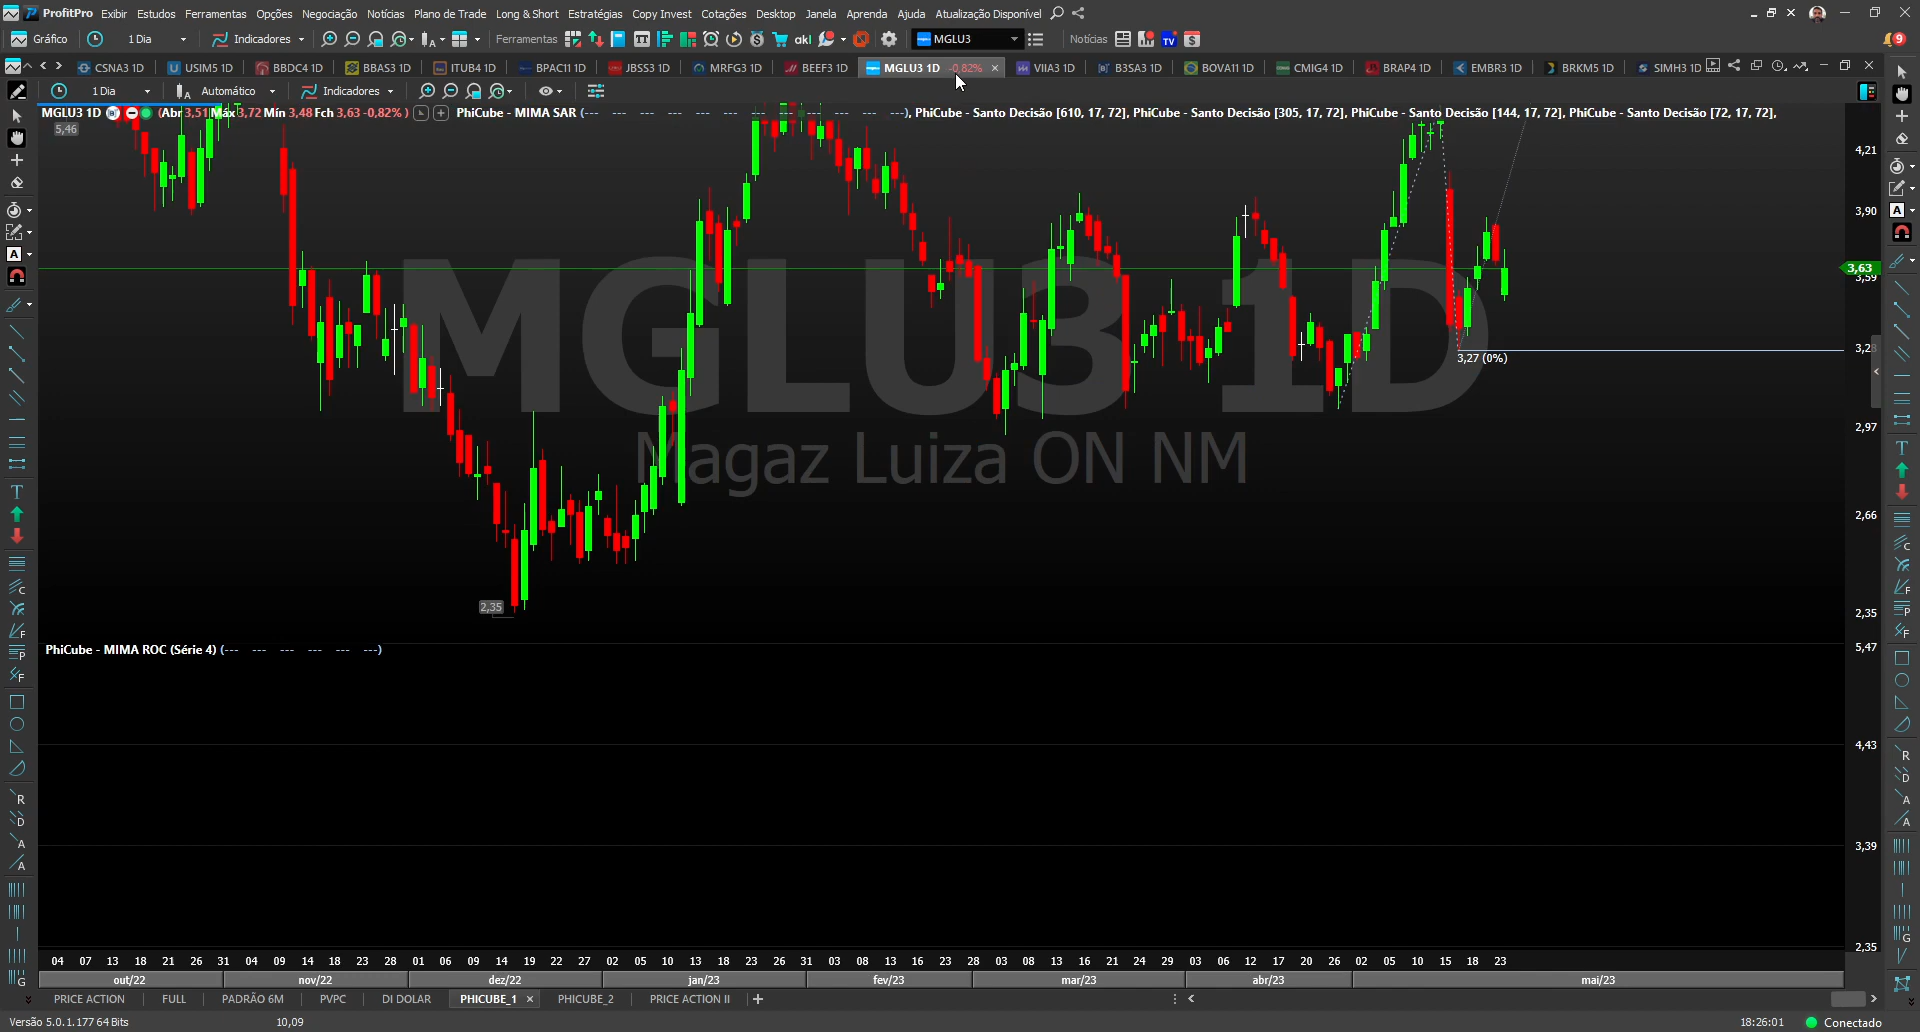 ProfitPro Exibir Estudos Ferramentas Opções Negociação Notícias Plano de Trade Long & Short Estratégias Copy Invest Cotações Desktop Janela Aprenda Ajuda Atualização Disponível
Gráfico 1 Dia Indicadores Ferramentas TT akl TV MGLU3 Notícias 9
CSNA3 1D USIM5 1D BBDC4 1D BBAS3 1D ITUB4 1D BPAC11 1D JBSS3 1D MRFG3 1D BEEF3 1D MGLU3 1D -0,82% VIIA3 1D B3SA3 1D BOVA11 1D CMIG4 1D BRAP4 1D EMBR3 1D BRKM5 1D SIMH3 1D
1 Dia Automático Indicadores
MGLU3 1D (Abr 3,51 Máx 3,72 Mín 3,48 Fch 3,63 -0,82% ) PhiCube - MIMA SAR (--- --- --- --- --- --- --- --- --- --- --- ---), PhiCube - Santo Decisão [610, 17, 72], PhiCube - Santo Decisão [305, 17, 72], PhiCube - Santo Decisão [144, 17, 72], PhiCube - Santo Decisão [72, 17, 72],
5,46
4,21
3,90
3,63
3,59
3,28
3,27 (0%)
MGLU3 1D
Magaz Luiza ON NM
2,97
2,66
2,35
2,35
PhiCube - MIMA ROC (Série 4) (--- --- --- --- --- ---)
5,47
4,43
3,39
2,35
04 07 13 18 21 26 31 04 09 14 18 23 28 01 06 09 14 19 22 27 02 05 10 13 18 23 26 31 03 08 13 16 23 28 03 08 13 16 21 24 29 03 06 12 17 20 26 02 05 10 15 18 23
out/22 nov/22 dez/22 jan/23 fev/23 mar/23 abr/23 mai/23
PRICE ACTION FULL PADRÃO 6M PVPC DI DOLAR PHICUBE_1 PHICUBE_2 PRICE ACTION II
Versão 5.0.1.177 64 Bits 10,09 18:26:01 Conectado